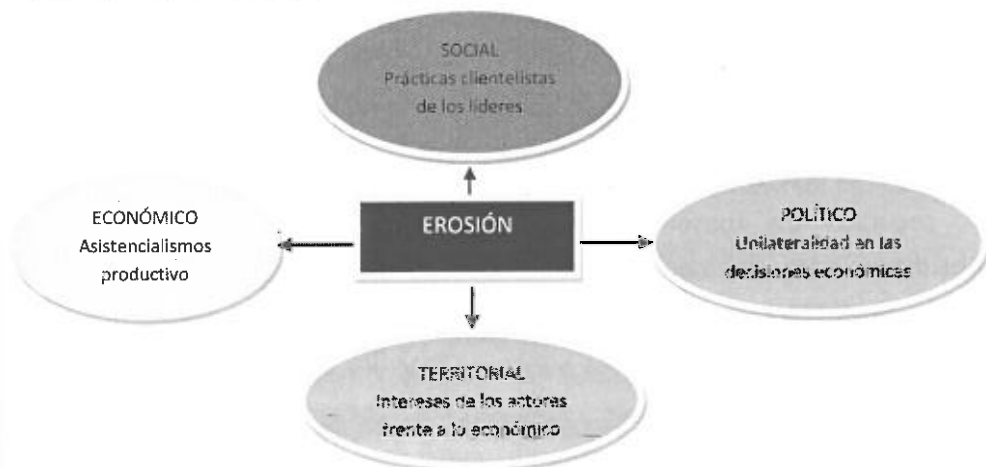 SOCIAL
Prácticas clientelistas
de los líderes
ECONÓMICO
Asistencialismos
productivo
EROSIÓN
POLÍTICO
Unilateralidad en las
decisiones económicas
TERRITORIAL
Intereses de los actores
frente a lo económico